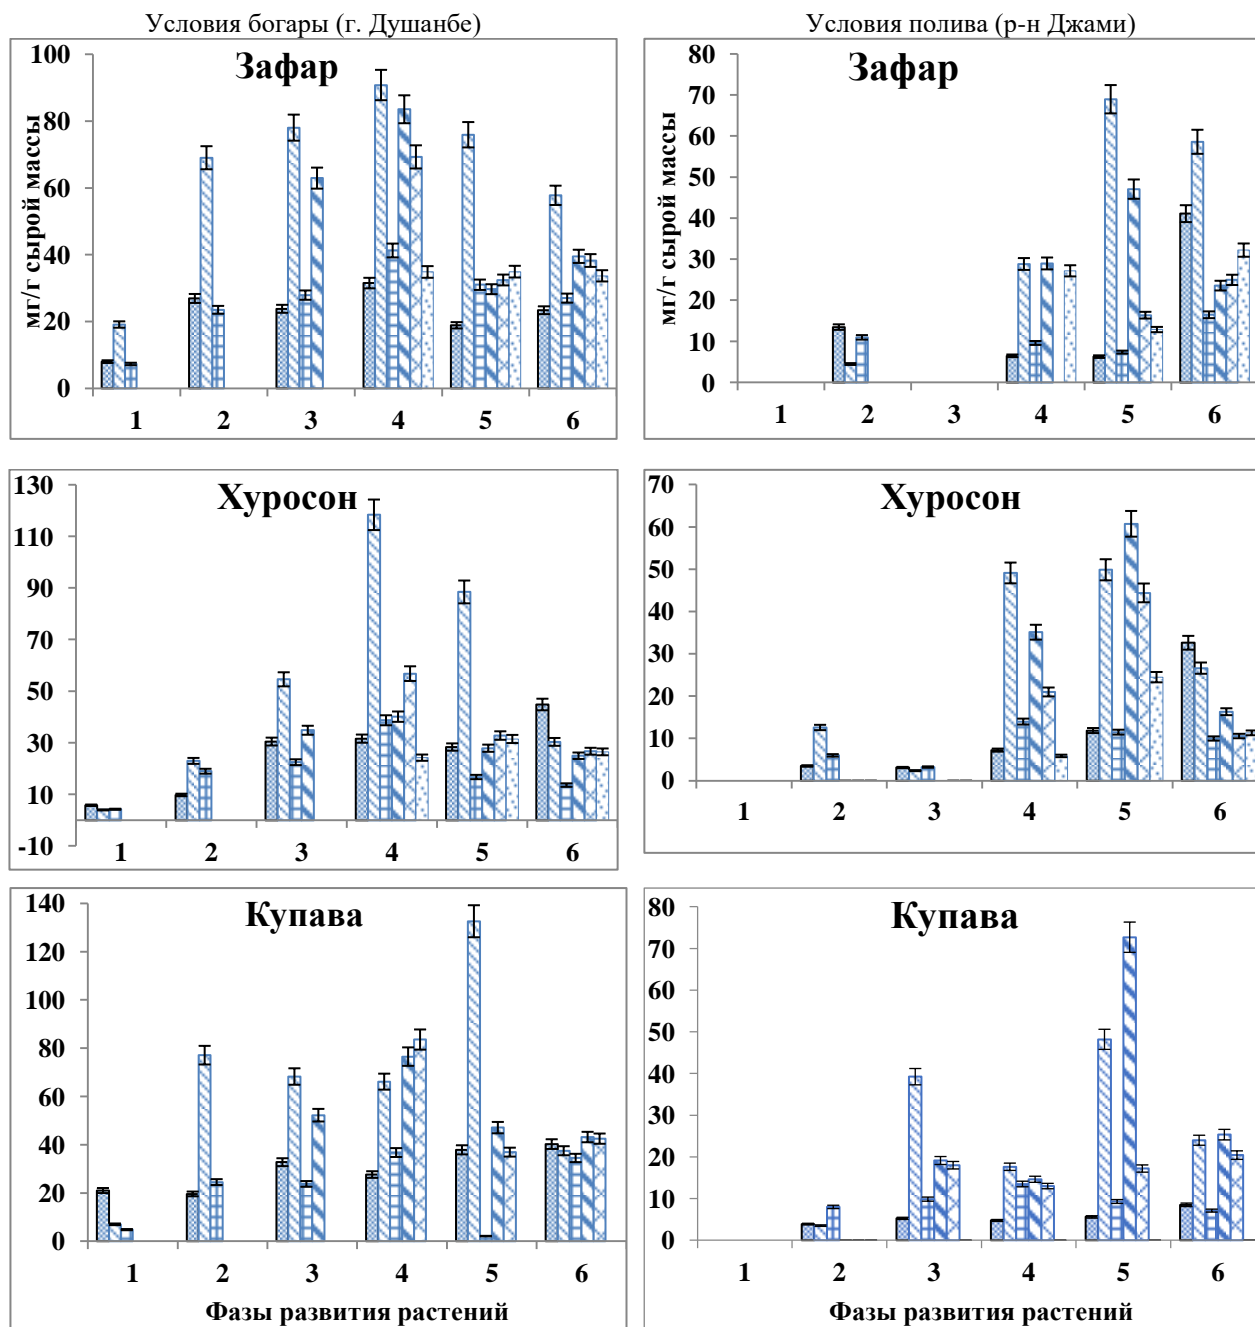 Условия богары (г. Душанбе)
Условия полива (р-н Джами)
Зафар
мг/г сырой массы
100
80
60
40
20
0
1 2 3 4 5 6
Зафар
мг/г сырой массы
80
70
60
50
40
30
20
10
0
1 2 3 4 5 6
Хуросон
130
110
90
70
50
30
10
-10
1 2 3 4 5 6
Хуросон
70
60
50
40
30
20
10
0
1 2 3 4 5 6
Купава
140
120
100
80
60
40
20
0
1 2 3 4 5 6
Фазы развития растений
Купава
80
70
60
50
40
30
20
10
0
1 2 3 4 5 6
Фазы развития растений